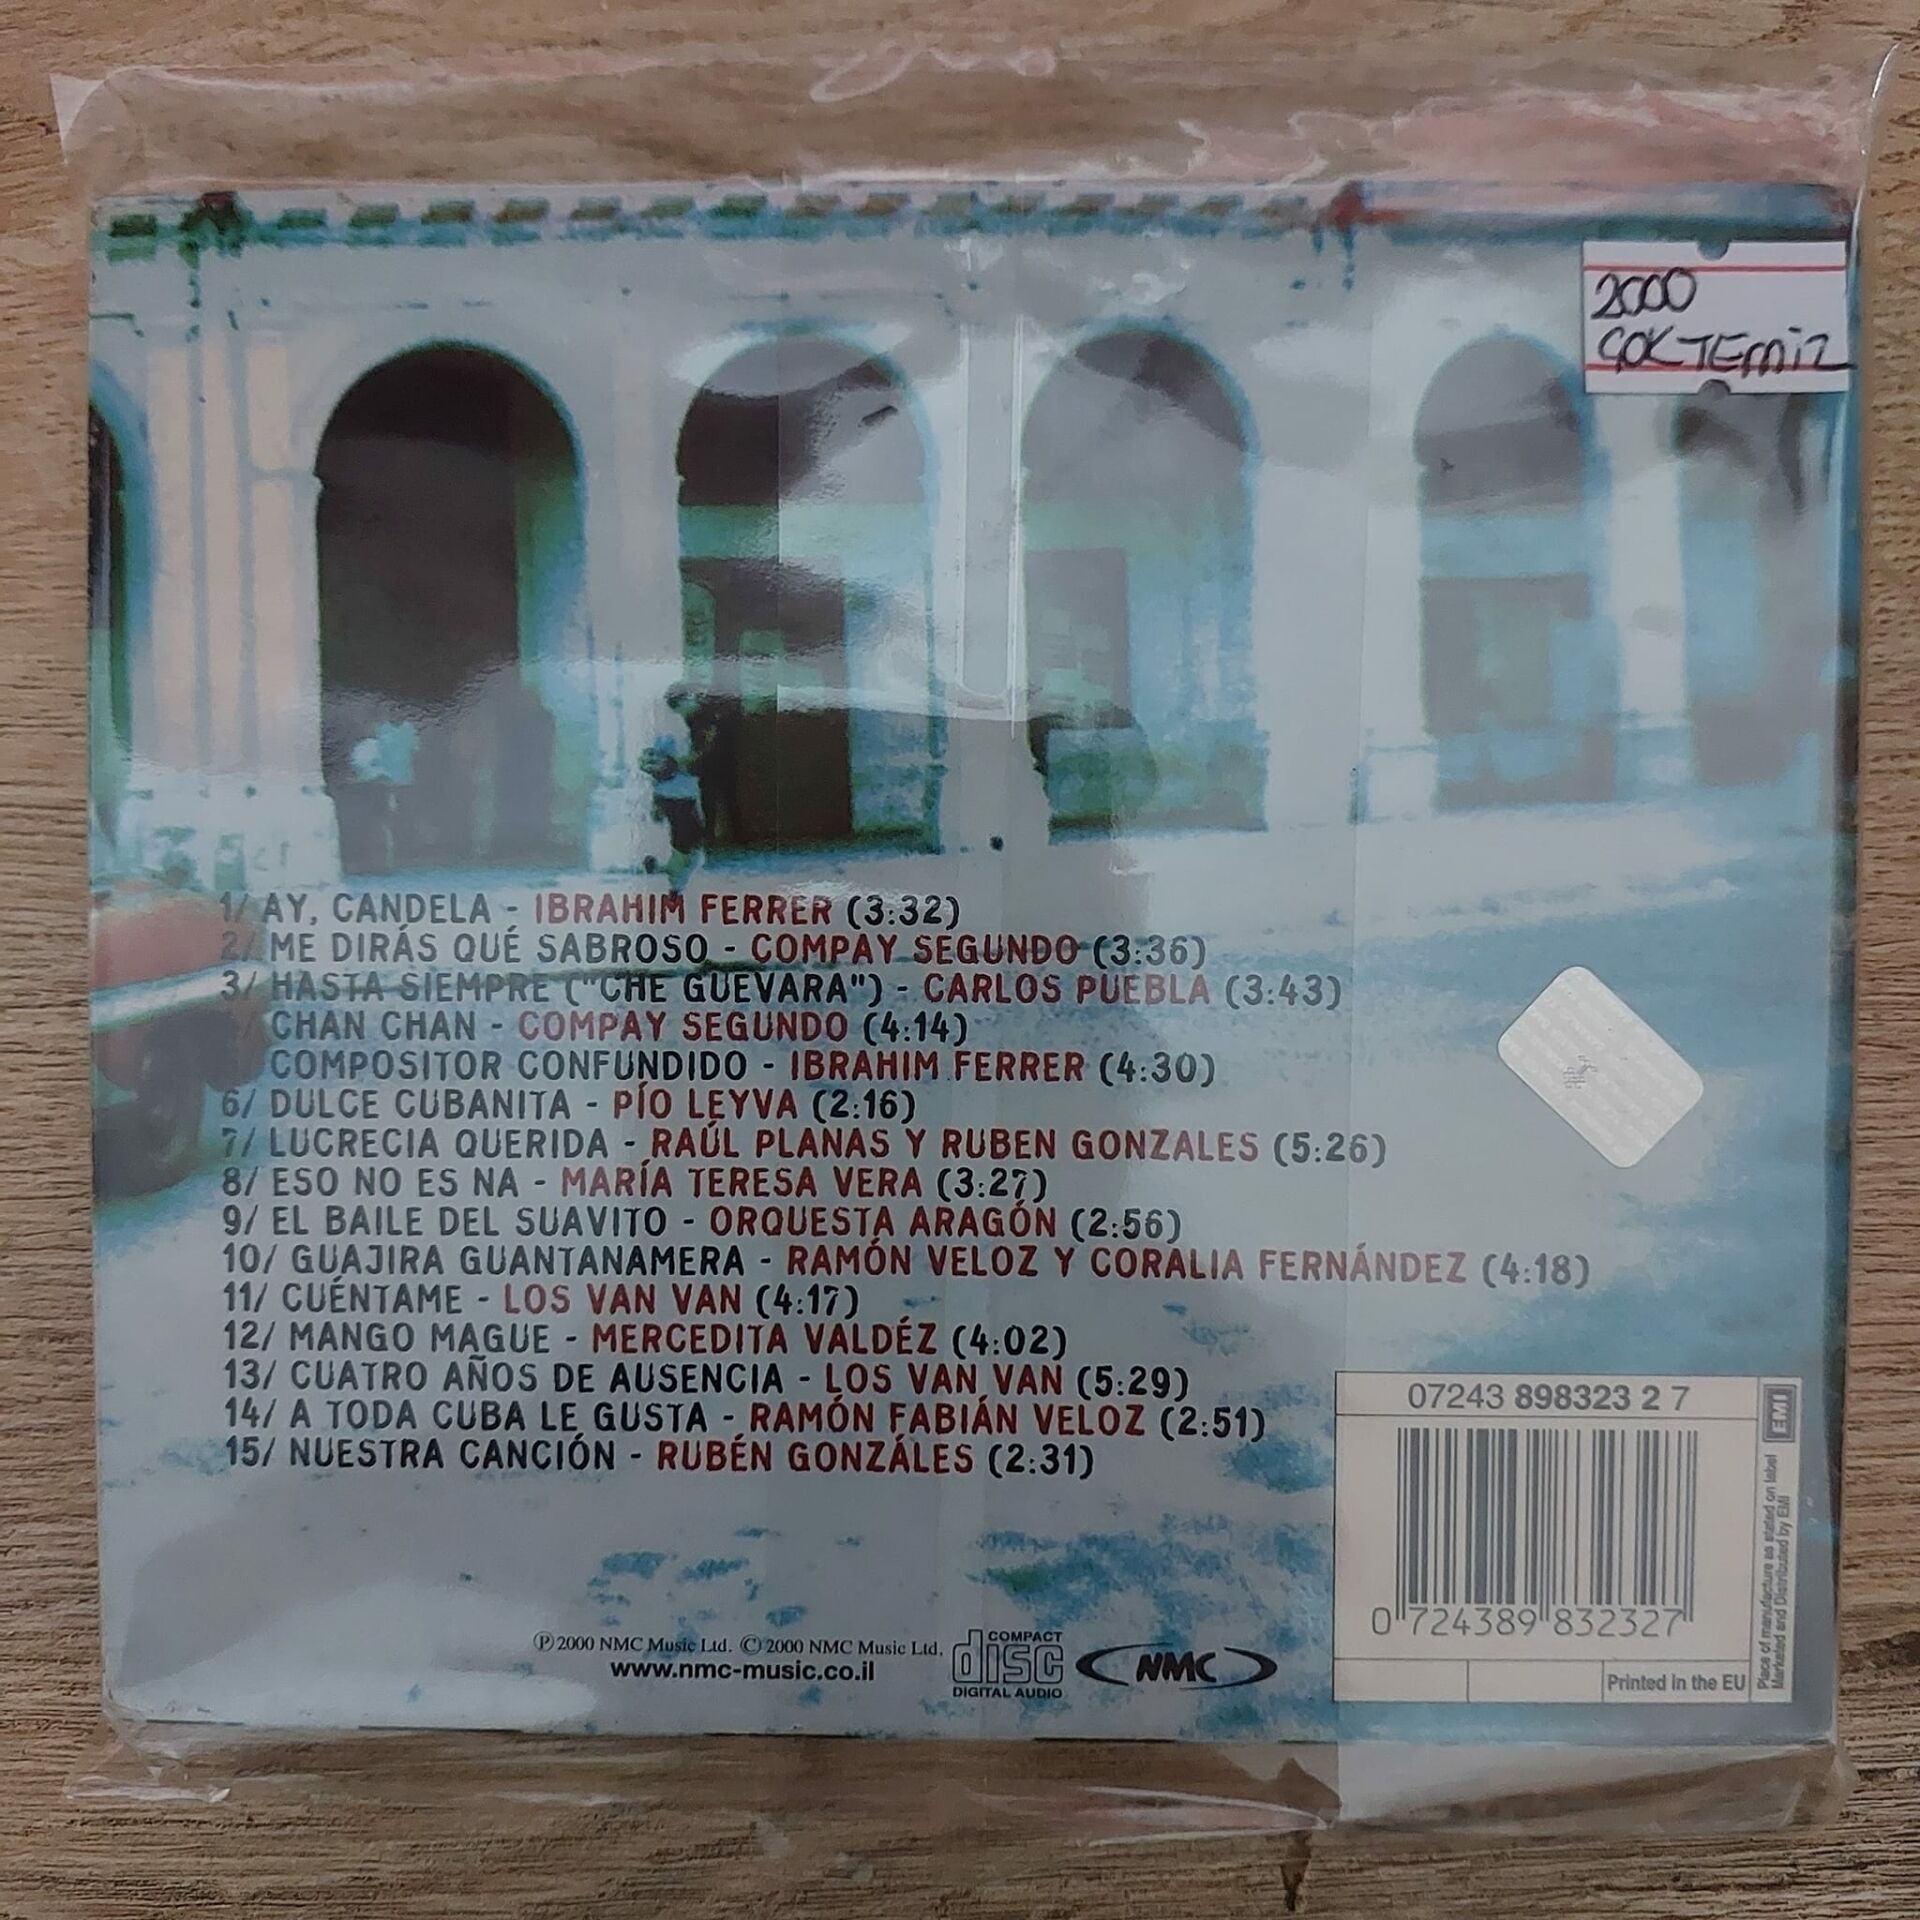 2000
ÇOK TEMİZ
1/ AY, CANDELA - IBRAHIM FERRER (3:32)
2/ ME DIRÁS QUÉ SABROSO - COMPAY SEGUNDO (3:36)
3/ HASTA SIEMPRE ("CHE GUEVARA") - CARLOS PUEBLA (3:43)
/ CHAN CHAN - COMPAY SEGUNDO (4:14)
COMPOSITOR CONFUNDIDO - IBRAHIM FERRER (4:30)
6/ DULCE CUBANITA - PÍO LEYVA (2:16)
7/ LUCRECIA QUERIDA - RAÚL PLANAS Y RUBEN GONZALES (5:26)
8/ ESO NO ES NA - MARÍA TERESA VERA (3:27)
9/ EL BAILE DEL SUAVITO - ORQUESTA ARAGÓN (2:56)
10/ GUAJIRA GUANTANAMERA - RAMÓN VELOZ Y CORALIA FERNÁNDEZ (4:18)
11/ CUÉNTAME - LOS VAN VAN (4:17)
12/ MANGO MAGUE - MERCEDITA VALDÉZ (4:02)
13/ CUATRO AÑOS DE AUSENCIA - LOS VAN VAN (5:29)
14/ A TODA CUBA LE GUSTA - RAMÓN FABIÁN VELOZ (2:51)
15/ NUESTRA CANCIÓN - RUBÉN GONZÁLES (2:31)
07243 898323 2 7
EMI
0 724389 832327
Printed in the EU
Place of manufacture as stated on label
Marketed and Distributed by EMI
℗ 2000 NMC Music Ltd. © 2000 NMC Music Ltd.
www.nmc-music.co.il
COMPACT
disc
DIGITAL AUDIO
NMC